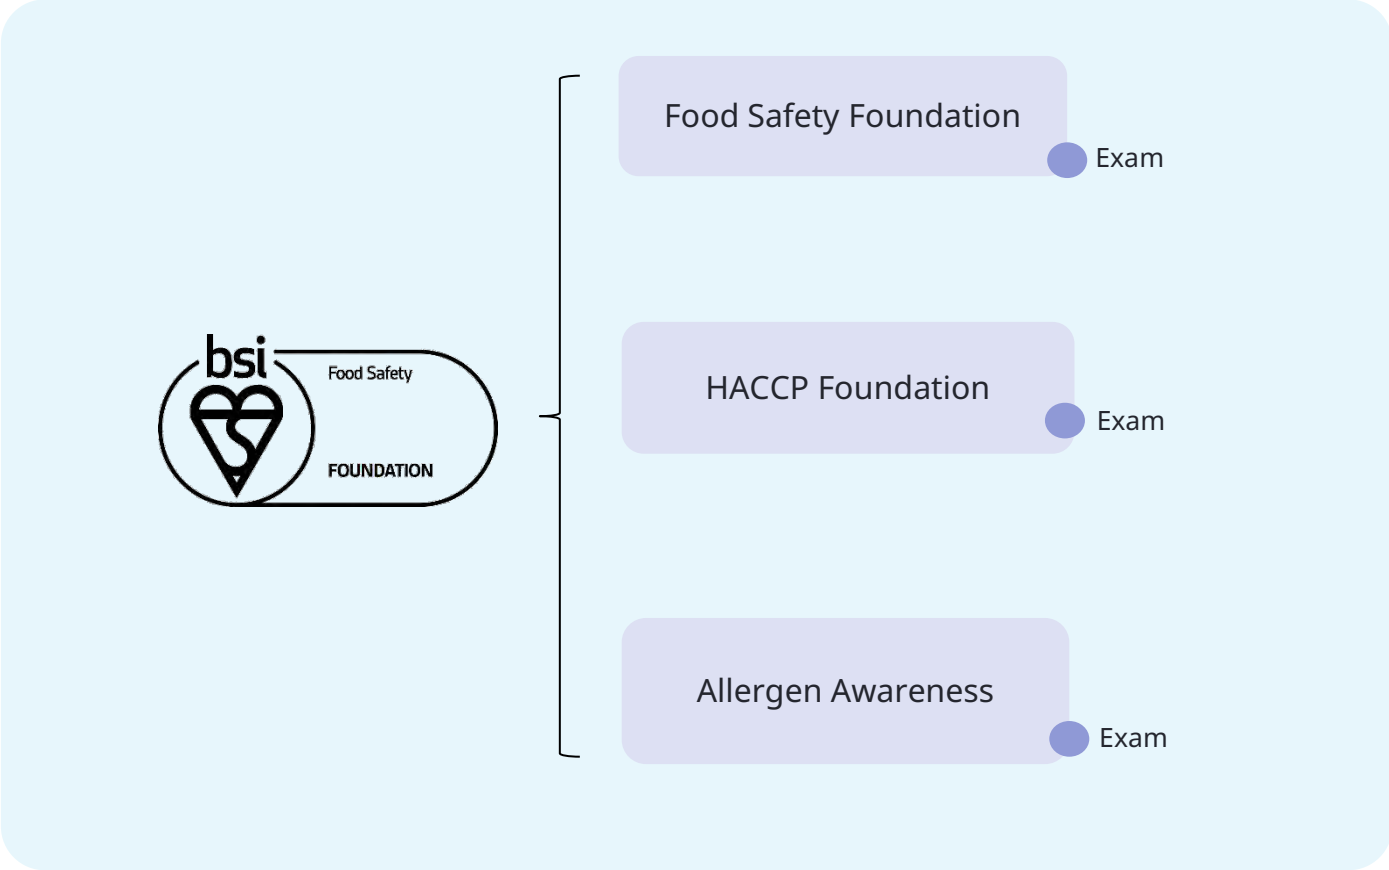 Food Safety Foundation
Exam
bsi
Food Safety
FOUNDATION
HACCP Foundation
Exam
Allergen Awareness
Exam